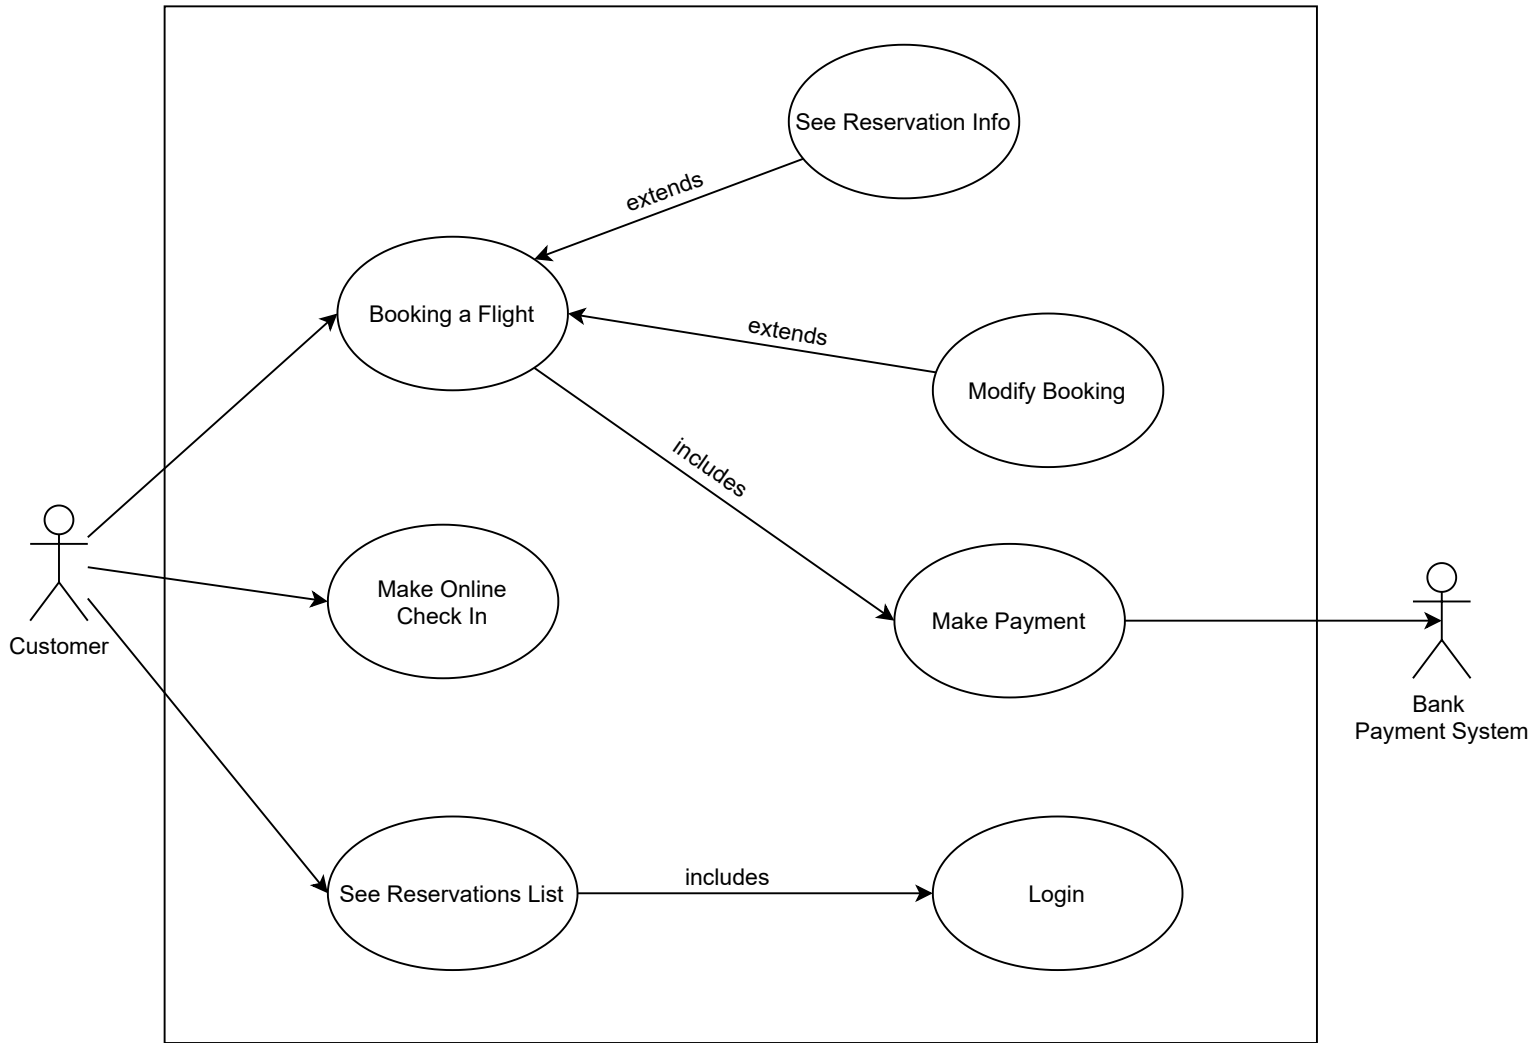 See Reservation Info
extends
Booking a Flight
extends
Modify Booking
includes
Make Online
Check In
Make Payment
Customer
Bank
Payment System
See Reservations List
includes
Login